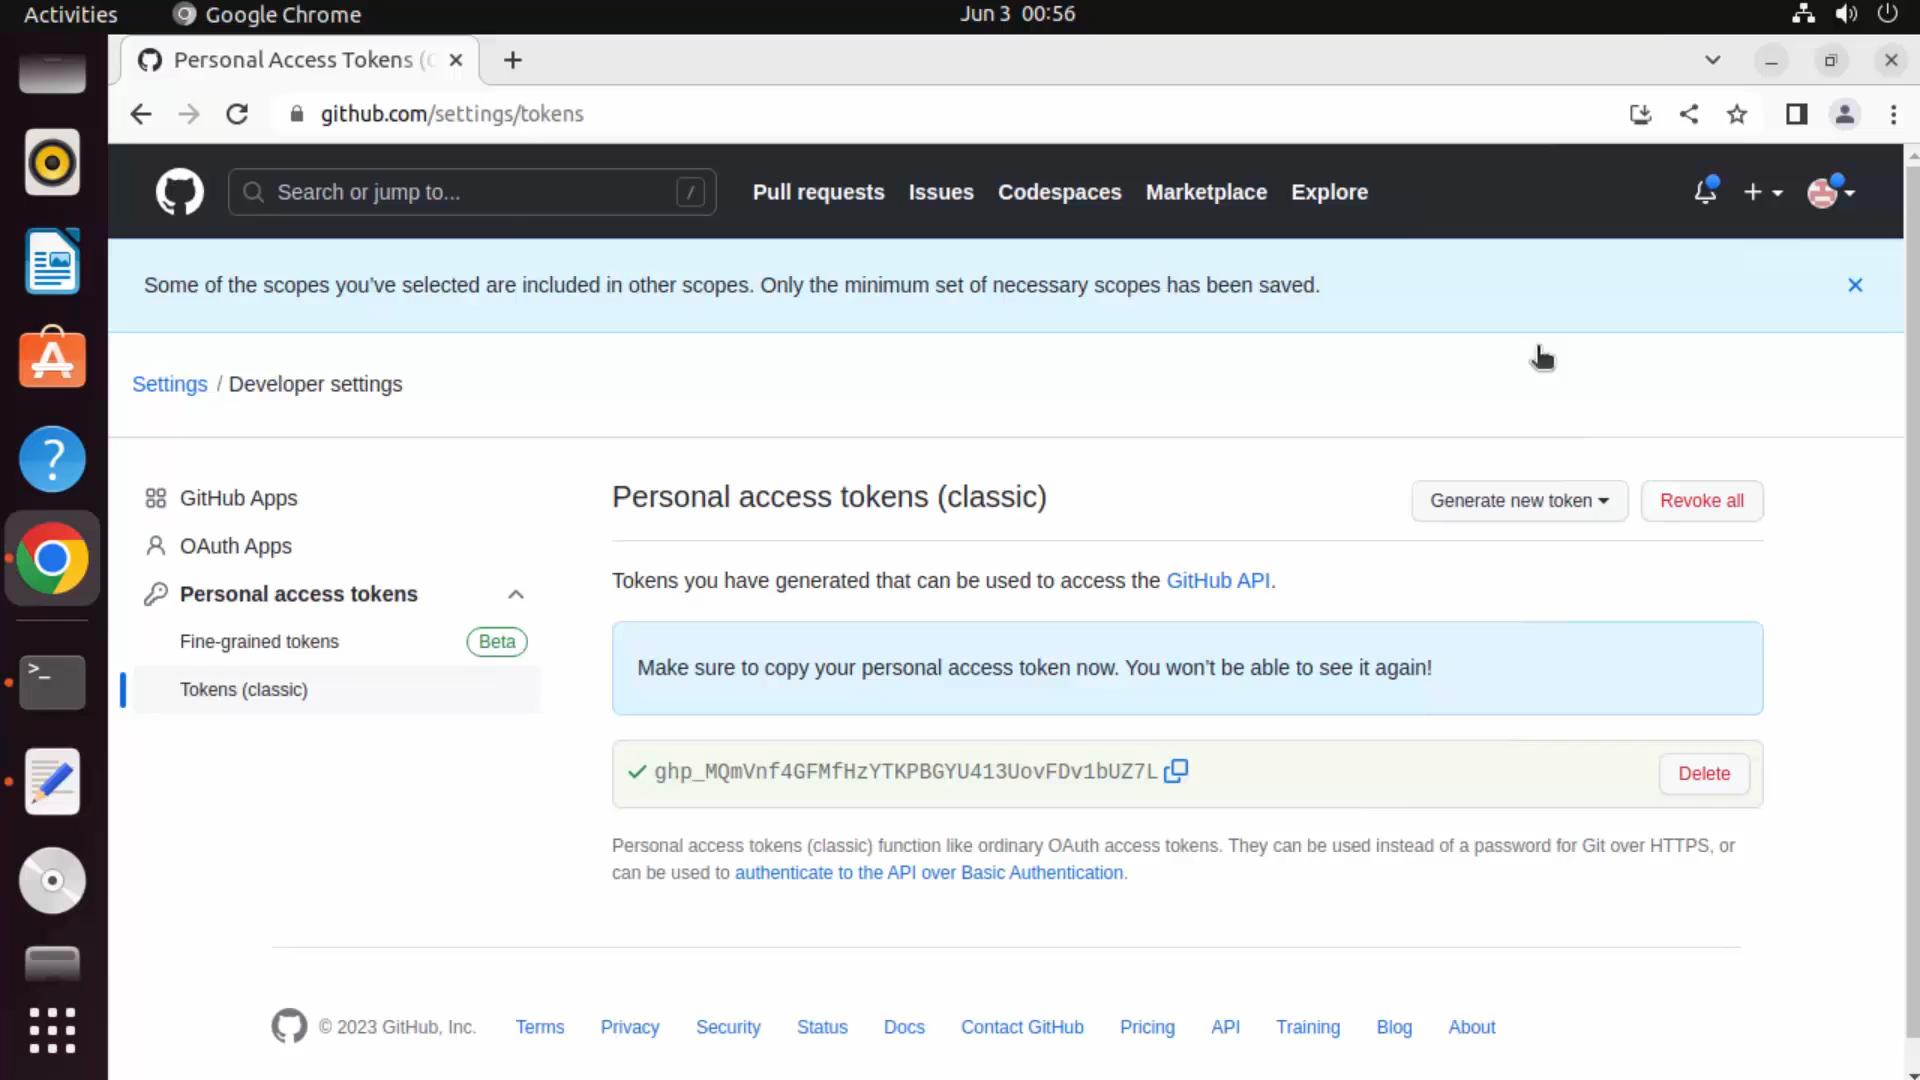 Activities
Google Chrome
Jun 3 00:56
Personal Access Tokens (
github.com/settings/tokens
Search or jump to...
/
Pull requests
Issues
Codespaces
Marketplace
Explore
Some of the scopes you've selected are included in other scopes. Only the minimum set of necessary scopes has been saved.
Settings / Developer settings
GitHub Apps
OAuth Apps
Personal access tokens
Fine-grained tokens
Beta
Tokens (classic)
Personal access tokens (classic)
Generate new token
Revoke all
Tokens you have generated that can be used to access the GitHub API.
Make sure to copy your personal access token now. You won't be able to see it again!
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
Delete
Personal access tokens (classic) function like ordinary OAuth access tokens. They can be used instead of a password for Git over HTTPS, or
can be used to authenticate to the API over Basic Authentication.
© 2023 GitHub, Inc.
Terms
Privacy
Security
Status
Docs
Contact GitHub
Pricing
API
Training
Blog
About